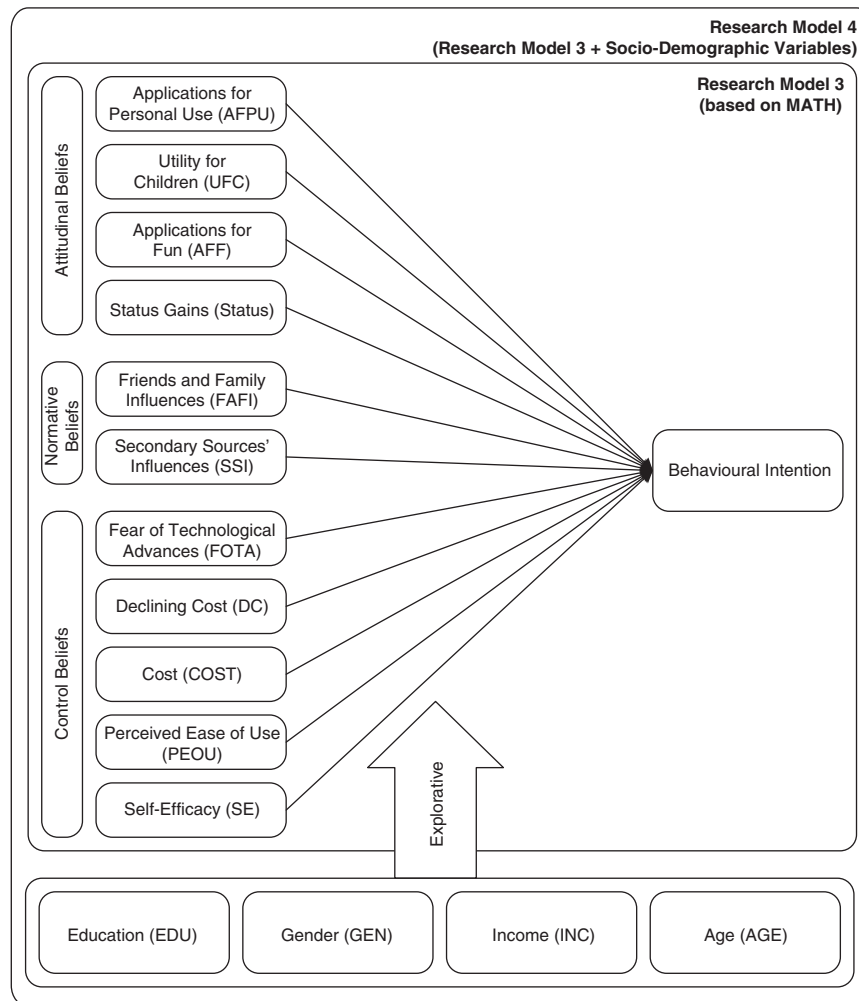 Research Model 4
(Research Model 3 + Socio-Demographic Variables)
Research Model 3
(based on MATH)
Attitudinal Beliefs
Applications for
Personal Use (AFPU)
Utility for
Children (UFC)
Applications for
Fun (AFF)
Status Gains (Status)
Normative
Beliefs
Friends and Family
Influences (FAFI)
Secondary Sources'
Influences (SSI)
Behavioural Intention
Control Beliefs
Fear of Technological
Advances (FOTA)
Declining Cost (DC)
Cost (COST)
Perceived Ease of Use
(PEOU)
Self-Efficacy (SE)
Explorative
Education (EDU)
Gender (GEN)
Income (INC)
Age (AGE)